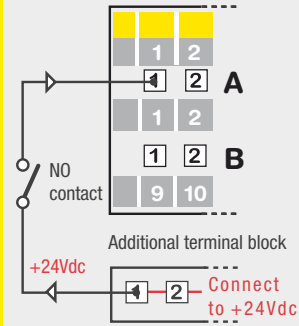 1 2
2 A
1 2
1 2 B
NO
contact
9 10
Additional terminal block
+24Vdc
2
Connect
to +24Vdc